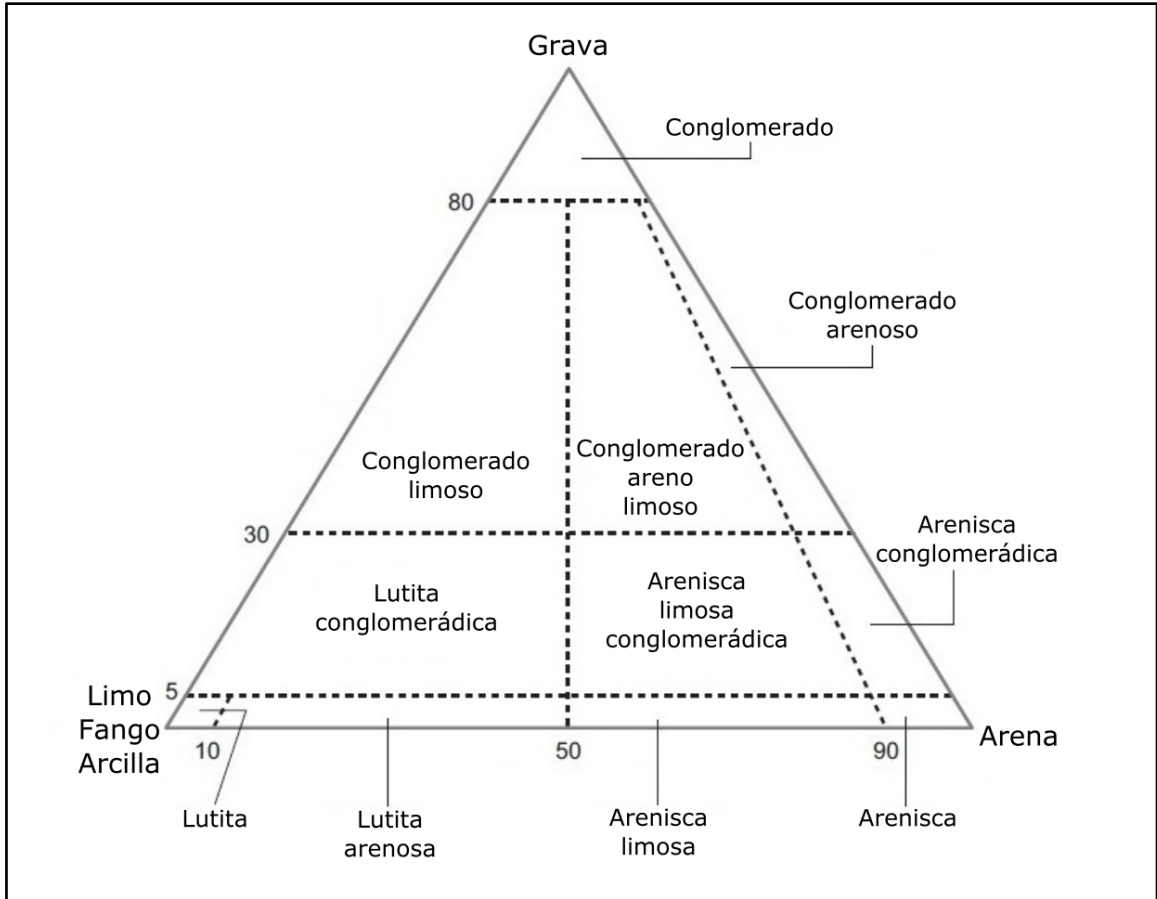 Grava
Conglomerado
80
Conglomerado
arenoso
Conglomerado
limoso
Conglomerado
areno
limoso
30
Arenisca
conglomerádica
Lutita
conglomerádica
Arenisca
limosa
conglomerádica
5
Limo
Fango
Arcilla
10
50
90
Arena
Lutita
Lutita
arenosa
Arenisca
limosa
Arenisca